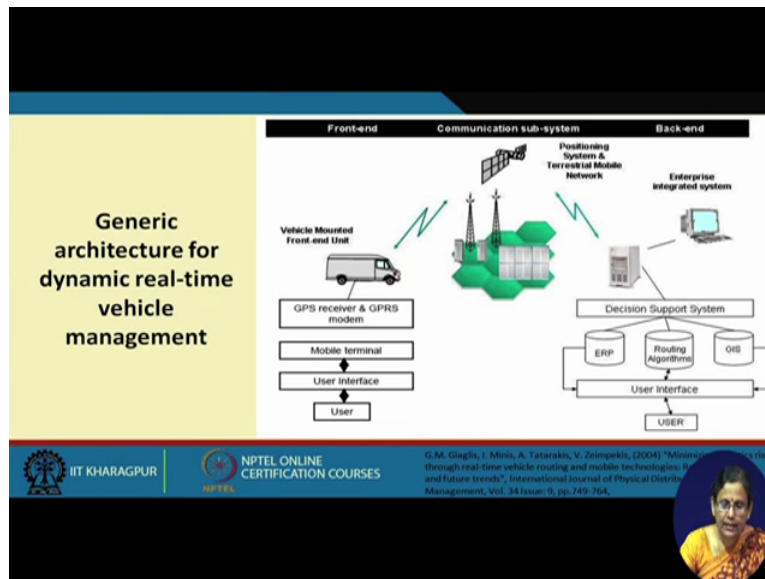 Generic
architecture for
dynamic real-time
vehicle
management
Front-end
Communication sub-system
Back-end
Positioning
System &
Terrestrial Mobile
Network
Enterprise
integrated system
Vehicle Mounted
Front-end Unit
GPS receiver & GPRS
modem
Mobile terminal
User Interface
User
Decision Support System
ERP
Routing
Algorithms
GIS
User Interface
USER
IIT KHARAGPUR
NPTEL
NPTEL ONLINE
CERTIFICATION COURSES
G.M. Giaglis, I. Minis, A. Tatarakis, V. Zeimpekis, (2004) "Minimizing
through real-time vehicle routing and mobile technologies:
and future trends", International Journal of Physical
Management, Vol. 34 Issue: 9, pp.749-764,